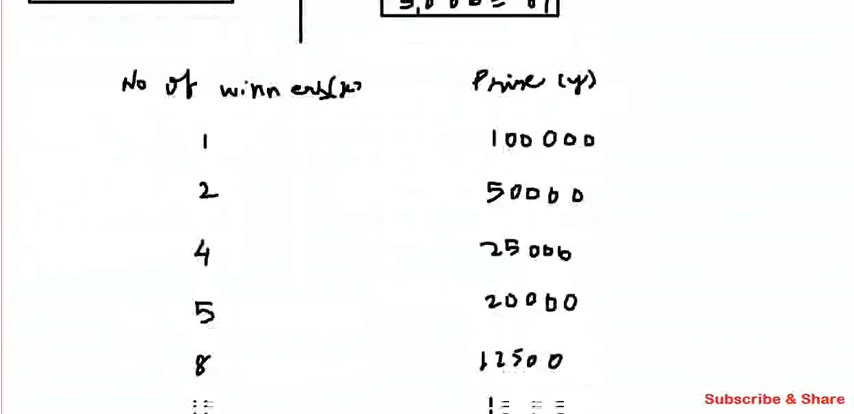 No of winners(x) Prize (y)
1 100000
2 50000
4 25000
5 20000
8 12500
Subscribe & Share